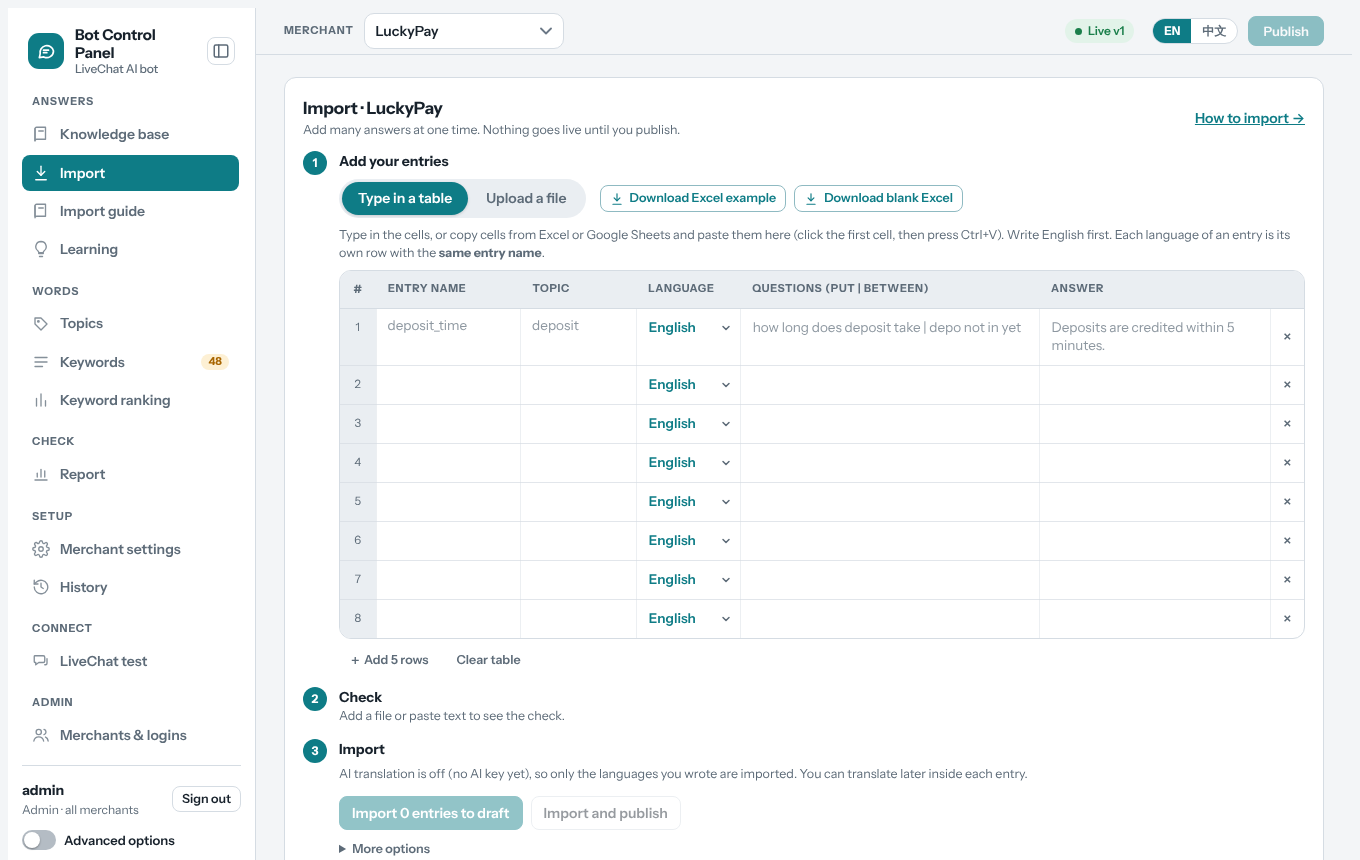 Bot Control
Panel
LiveChat AI bot
ANSWERS
Knowledge base
Import
Import guide
Learning
WORDS
Topics
Keywords 48
Keyword ranking
CHECK
Report
SETUP
Merchant settings
History
CONNECT
LiveChat test
ADMIN
Merchants & logins
admin
Admin · all merchants
Sign out
Advanced options
MERCHANT LuckyPay
Live v1
EN 中文
Publish
Import · LuckyPay
Add many answers at one time. Nothing goes live until you publish.
How to import →
1 Add your entries
Type in a table Upload a file Download Excel example Download blank Excel
Type in the cells, or copy cells from Excel or Google Sheets and paste them here (click the first cell, then press Ctrl+V). Write English first. Each language of an entry is its
own row with the same entry name.
# ENTRY NAME TOPIC LANGUAGE QUESTIONS (PUT | BETWEEN) ANSWER
1 deposit_time deposit English how long does deposit take | depo not in yet Deposits are credited within 5
minutes. ×
2 English ×
3 English ×
4 English ×
5 English ×
6 English ×
7 English ×
8 English ×
+ Add 5 rows Clear table
2 Check
Add a file or paste text to see the check.
3 Import
AI translation is off (no AI key yet), so only the languages you wrote are imported. You can translate later inside each entry.
Import 0 entries to draft Import and publish
More options